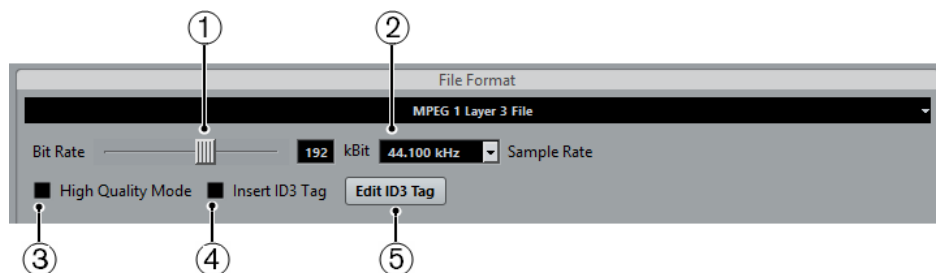 ① ②
File Format
MPEG 1 Layer 3 File
Bit Rate 192 kBit 44.100 kHz Sample Rate
High Quality Mode Insert ID3 Tag Edit ID3 Tag
③ ④ ⑤